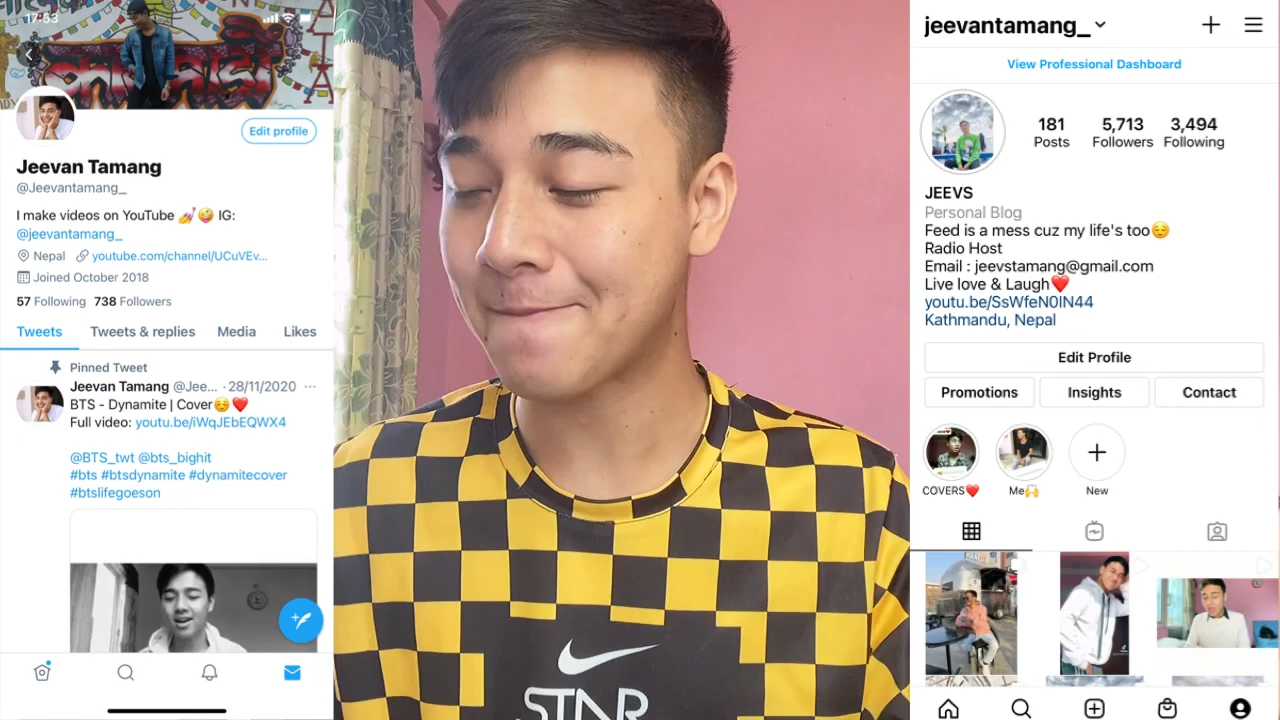 17:53
Edit profile
Jeevan Tamang
@Jeevantamang_
I make videos on YouTube 💅🤪 IG:
@jeevantamang_
Nepal youtube.com/channel/UCuVEv...
Joined October 2018
57 Following 738 Followers
Tweets Tweets & replies Media Likes
Pinned Tweet
Jeevan Tamang @Jee... · 28/11/2020 ···
BTS - Dynamite | Cover☺️❤️
Full video: youtu.be/iWqJEbEQWX4
@BTS_twt @bts_bighit
#bts #btsdynamite #dynamitecover
#btslifegoeson
STAR
jeevantamang_
View Professional Dashboard
181 5,713 3,494
Posts Followers Following
JEEVS
Personal Blog
Feed is a mess cuz my life's too😌
Radio Host
Email : jeevstamang@gmail.com
Live love & Laugh❤️
youtu.be/SsWfeN0lN44
Kathmandu, Nepal
Edit Profile
Promotions Insights Contact
COVERS❤️ Me🙌 New